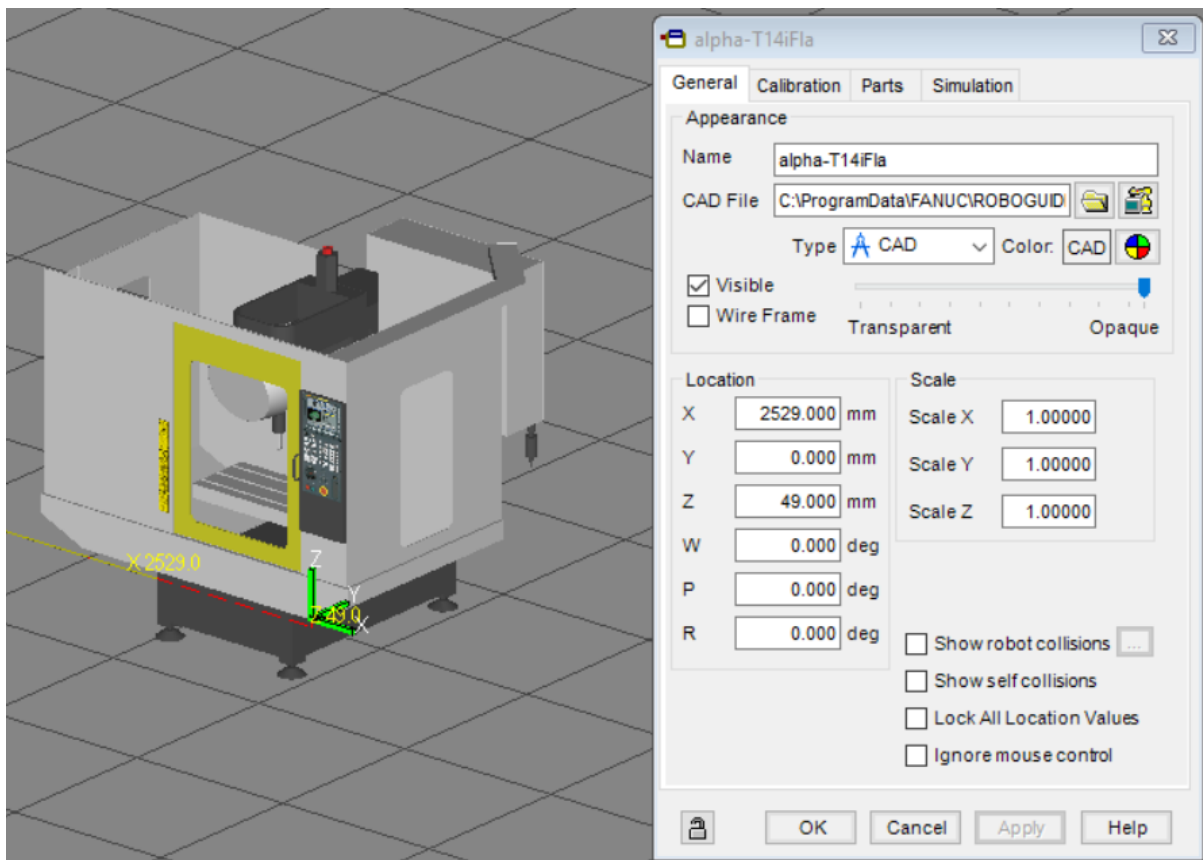 alpha-T14iFla
General Calibration Parts Simulation
Appearance
Name alpha-T14iFla
CAD File C:\ProgramData\FANUC\ROBOGUID
Type CAD Color: CAD
Visible
Wire Frame
Transparent Opaque
Location
X 2529.000 mm
Y 0.000 mm
Z 49.000 mm
W 0.000 deg
P 0.000 deg
R 0.000 deg
Scale
Scale X 1.00000
Scale Y 1.00000
Scale Z 1.00000
Show robot collisions ...
Show self collisions
Lock All Location Values
Ignore mouse control
OK Cancel Apply Help
X 2529.0
Z
Y
Z 49.0
X